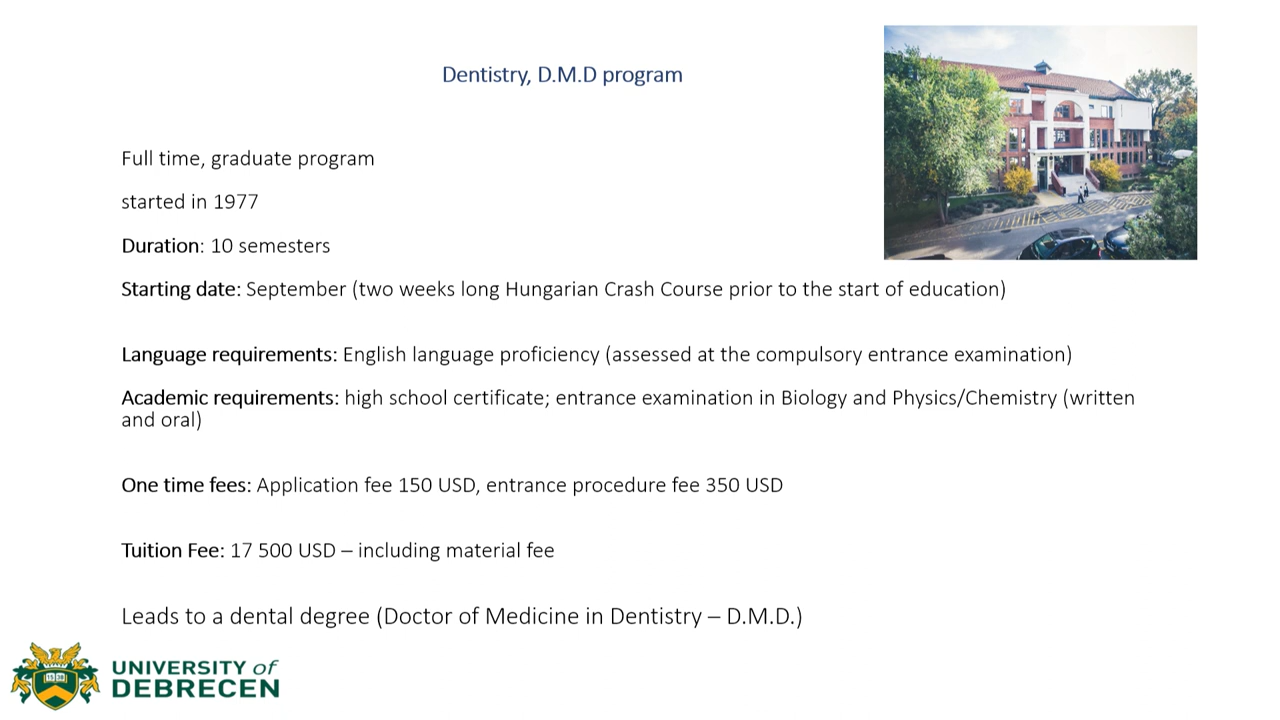 Dentistry, D.M.D program
Full time, graduate program
started in 1977
Duration: 10 semesters
Starting date: September (two weeks long Hungarian Crash Course prior to the start of education)
Language requirements: English language proficiency (assessed at the compulsory entrance examination)
Academic requirements: high school certificate; entrance examination in Biology and Physics/Chemistry (written
and oral)
One time fees: Application fee 150 USD, entrance procedure fee 350 USD
Tuition Fee: 17 500 USD – including material fee
Leads to a dental degree (Doctor of Medicine in Dentistry – D.M.D.)
UNIVERSITY of
DEBRECEN